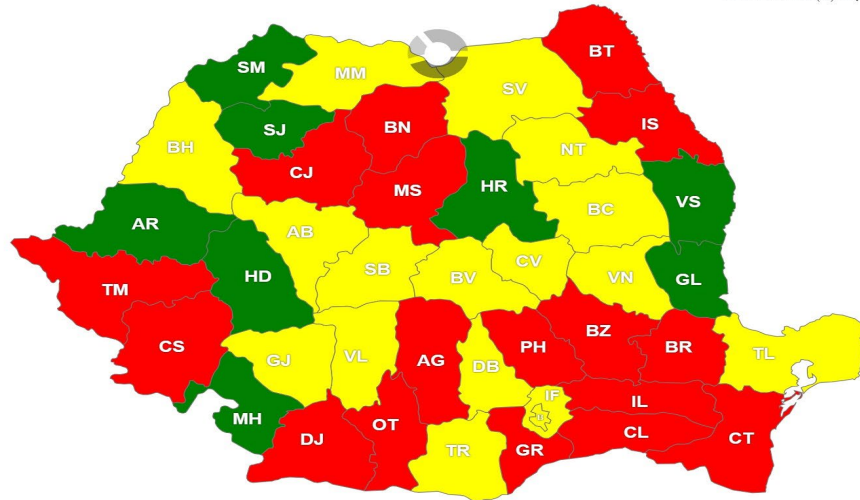 BT
SM
MM
SV
IS
BN
SJ
BH
NT
CJ
HR
MS
VS
BC
AR
AB
CV
SB
HD
BV
VN
GL
TM
BZ
CS
PH
BR
TL
VL
GJ
AG
DB
IF
IL
MH
OT
CL
DJ
CT
TR
GR